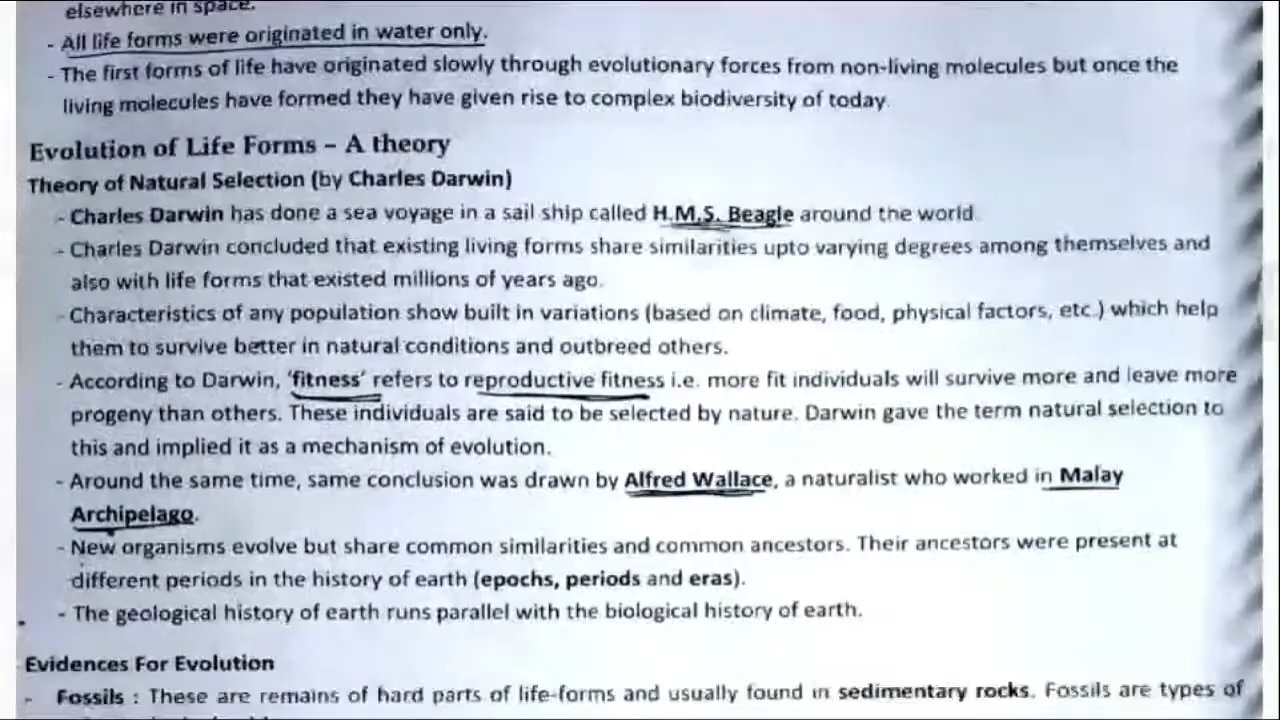 elsewhere in space.
- All life forms were originated in water only.
- The first forms of life have originated slowly through evolutionary forces from non-living molecules but once the
living molecules have formed they have given rise to complex biodiversity of today.
Evolution of Life Forms – A theory
Theory of Natural Selection (by Charles Darwin)
- Charles Darwin has done a sea voyage in a sail ship called H.M.S. Beagle around the world.
- Charles Darwin concluded that existing living forms share similarities upto varying degrees among themselves and
also with life forms that existed millions of years ago.
- Characteristics of any population show built in variations (based on climate, food, physical factors, etc.) which help
them to survive better in natural conditions and outbreed others.
- According to Darwin, 'fitness' refers to reproductive fitness i.e. more fit individuals will survive more and leave more
progeny than others. These individuals are said to be selected by nature. Darwin gave the term natural selection to
this and implied it as a mechanism of evolution.
- Around the same time, same conclusion was drawn by Alfred Wallace, a naturalist who worked in Malay
Archipelago.
- New organisms evolve but share common similarities and common ancestors. Their ancestors were present at
different periods in the history of earth (epochs, periods and eras).
- The geological history of earth runs parallel with the biological history of earth.
Evidences For Evolution
- Fossils : These are remains of hard parts of life-forms and usually found in sedimentary rocks. Fossils are types of